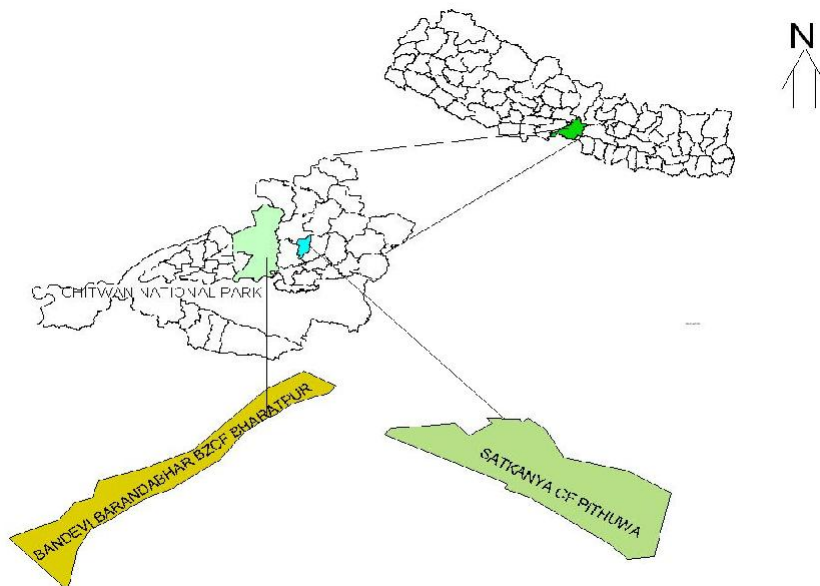 N
CHITWAN NATIONAL PARK
BANDEVI BARANDABHAR BZCF BHARATPUR
SATKANYA CF PITHUWA